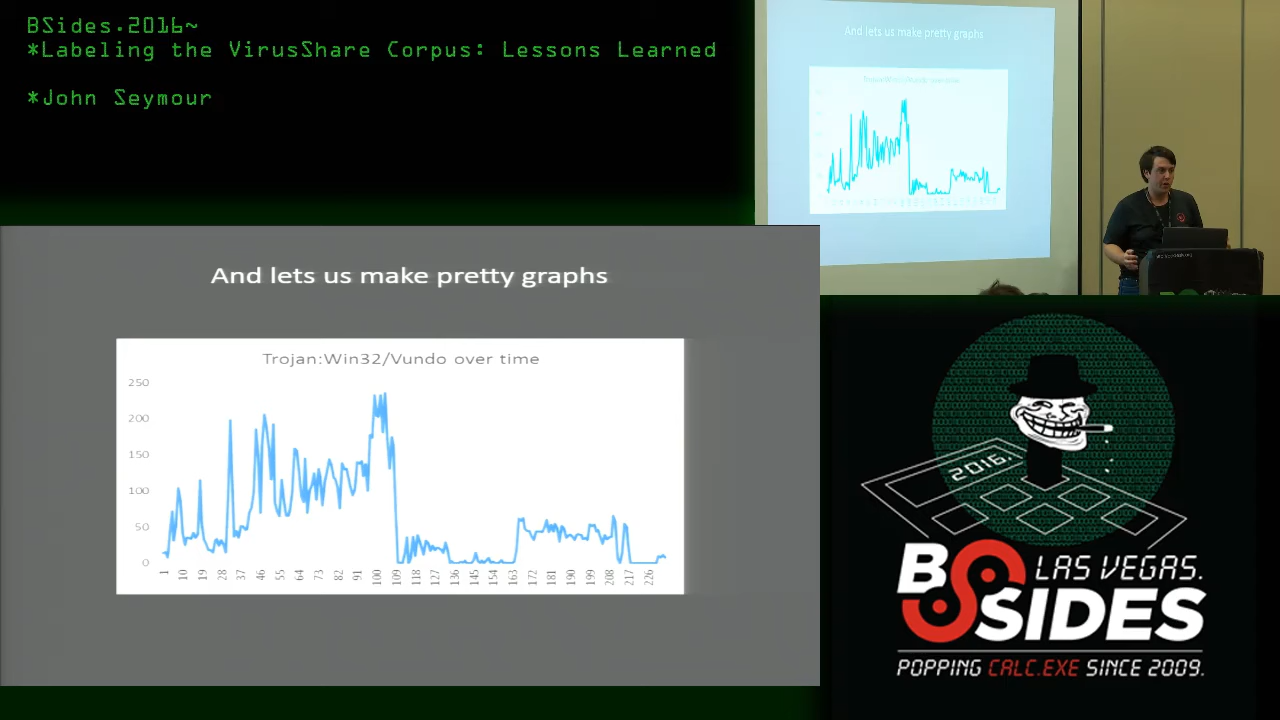 BSides.2016~
*Labeling the VirusShare Corpus: Lessons Learned
*John Seymour
And lets us make pretty graphs
And lets us make pretty graphs
Trojan:Win32/Vundo over time
250
200
150
100
50
0
1 10 19 28 37 46 55 64 73 82 91 100 109 118 127 136 145 154 163 172 181 190 199 208 217 226
2016.
BSIDES
LAS VEGAS.
POPPING CALC.EXE SINCE 2009.